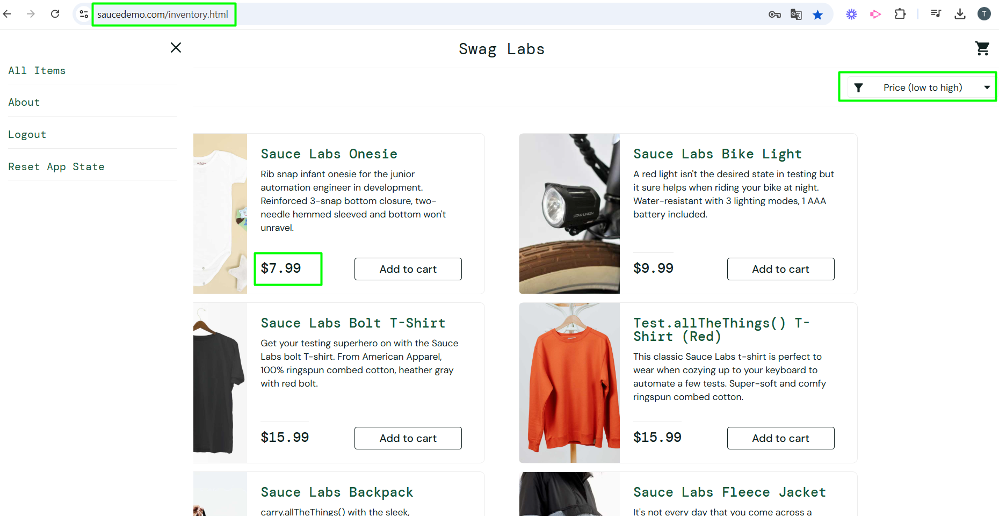 saucedemo.com/inventory.html
T
Swag Labs
All Items
About
Logout
Reset App State
Price (low to high)
Sauce Labs Onesie
Rib snap infant onesie for the junior
automation engineer in development.
Reinforced 3-snap bottom closure, two-
needle hemmed sleeved and bottom won't
unravel.
$7.99
Add to cart
Sauce Labs Bike Light
A red light isn't the desired state in testing but
it sure helps when riding your bike at night.
Water-resistant with 3 lighting modes, 1 AAA
battery included.
STAR UNION
$9.99
Add to cart
Sauce Labs Bolt T-Shirt
Get your testing superhero on with the Sauce
Labs bolt T-shirt. From American Apparel,
100% ringspun combed cotton, heather gray
with red bolt.
$15.99
Add to cart
Test.allTheThings() T-
Shirt (Red)
This classic Sauce Labs t-shirt is perfect to
wear when cozying up to your keyboard to
automate a few tests. Super-soft and comfy
ringspun combed cotton.
$15.99
Add to cart
Sauce Labs Backpack
carry.allTheThings() with the sleek,
Sauce Labs Fleece Jacket
It's not every day that you come across a